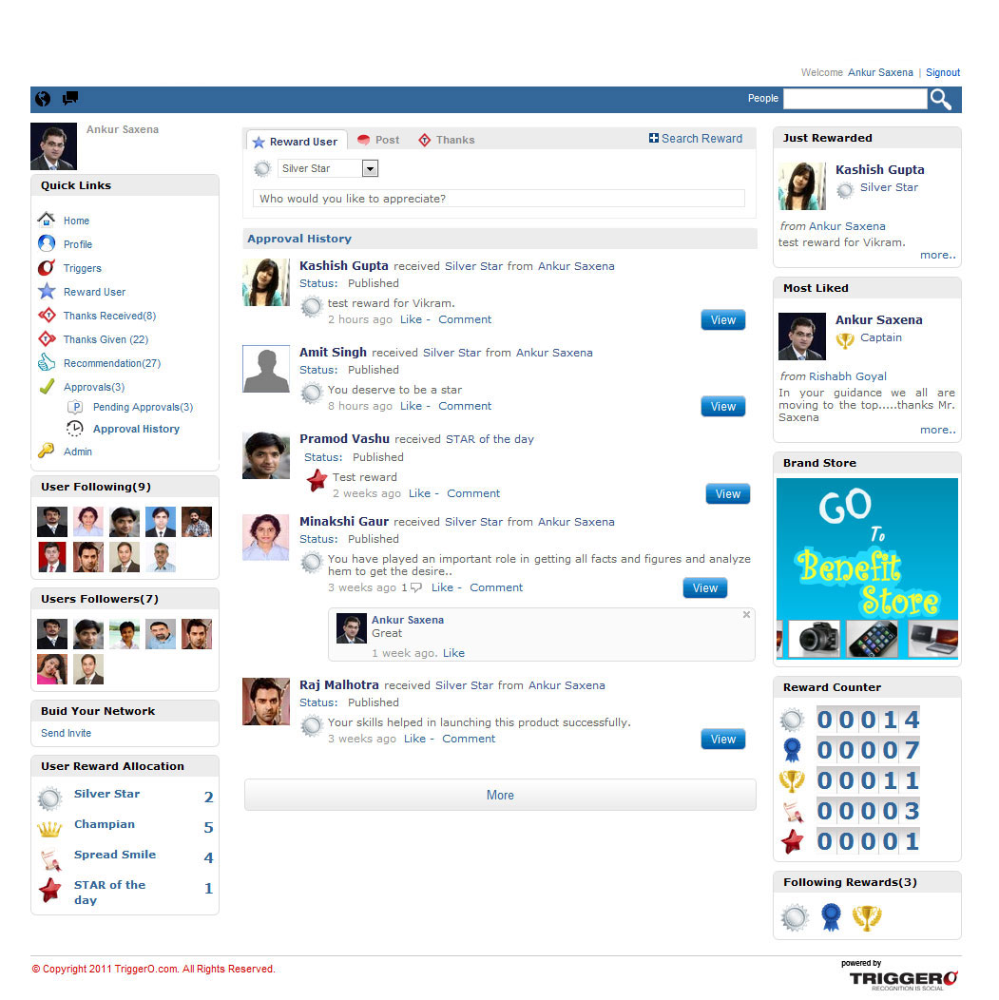 Welcome Ankur Saxena | Signout
People
Ankur Saxena
Quick Links
Home
Profile
Triggers
Reward User
Thanks Received(8)
Thanks Given (22)
Recommendation(27)
Approvals(3)
P Pending Approvals(3)
Approval History
Admin
User Following(9)
Users Followers(7)
Buid Your Network
Send Invite
User Reward Allocation
Silver Star 2
Champian 5
Spread Smile 4
STAR of the 1
day
Reward User Post Thanks Search Reward
Silver Star
Who would you like to appreciate?
Approval History
Kashish Gupta received Silver Star from Ankur Saxena
Status: Published
test reward for Vikram.
2 hours ago Like - Comment
View
Amit Singh received Silver Star from Ankur Saxena
Status: Published
You deserve to be a star
8 hours ago Like - Comment
View
Pramod Vashu received STAR of the day
Status: Published
Test reward
2 weeks ago Like - Comment
View
Minakshi Gaur received Silver Star from Ankur Saxena
Status: Published
You have played an important role in getting all facts and figures and analyze
hem to get the desire..
3 weeks ago 1 Like - Comment
View
Ankur Saxena
Great
1 week ago. Like
Raj Malhotra received Silver Star from Ankur Saxena
Status: Published
Your skills helped in launching this product successfully.
3 weeks ago Like - Comment
View
More
Just Rewarded
Kashish Gupta
Silver Star
from Ankur Saxena
test reward for Vikram.
more..
Most Liked
Ankur Saxena
Captain
from Rishabh Goyal
In your guidance we all are
moving to the top.....thanks Mr.
Saxena
more..
Brand Store
GO
To
Benefit
Store
Reward Counter
00014
00007
00011
00003
00001
Following Rewards(3)
© Copyright 2011 TriggerO.com. All Rights Reserved.
powered by
TRIGGERO
RECOGNITION IS SOCIAL